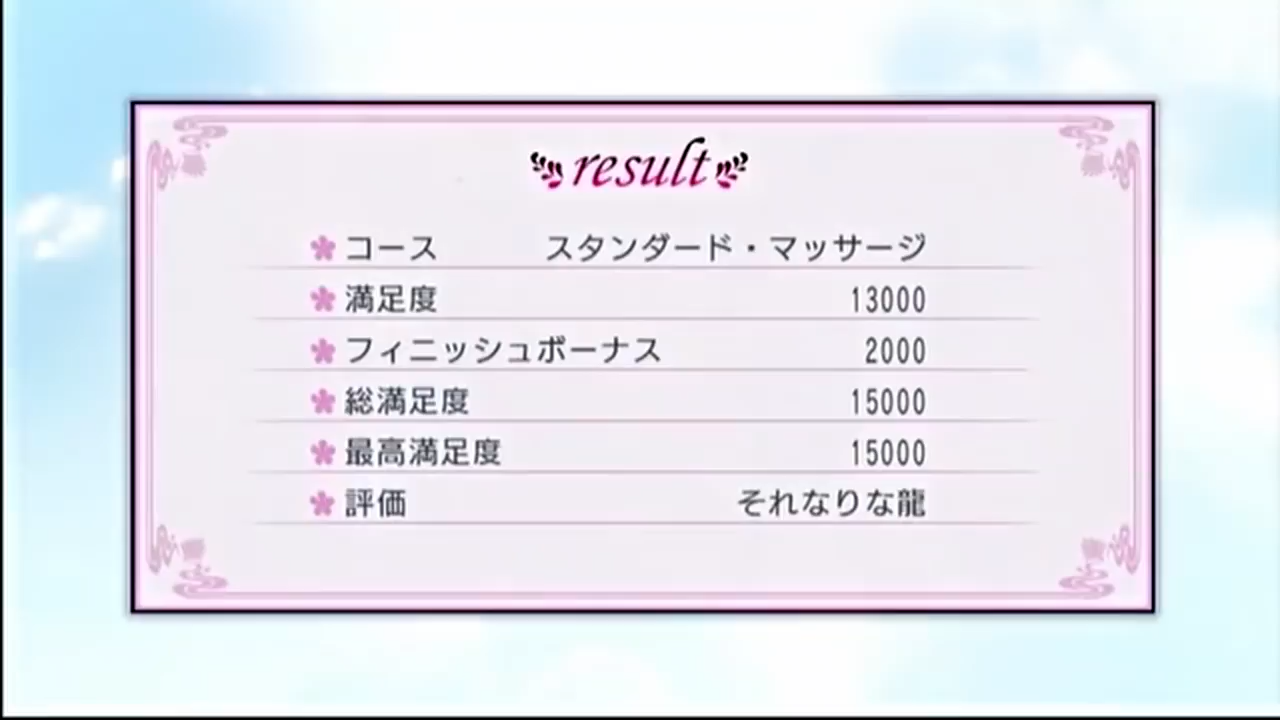 result
コース スタンダード・マッサージ
満足度 13000
フィニッシュボーナス 2000
総満足度 15000
最高満足度 15000
評価 それなりな龍